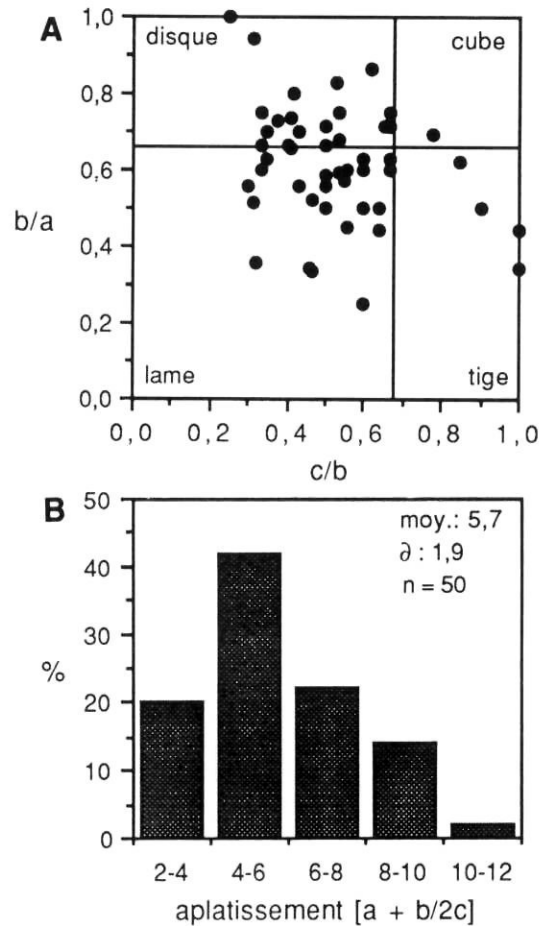 A
1,0
disque
cube
0,8
0,6
b/a
0,4
0,2
lame
tige
0,0
0,0 0,2 0,4 0,6 0,8 1,0
c/b
B
50
moy.: 5,7
∂ : 1,9
n = 50
40
30
%
20
10
0
2-4 4-6 6-8 8-10 10-12
aplatissement [a + b/2c]